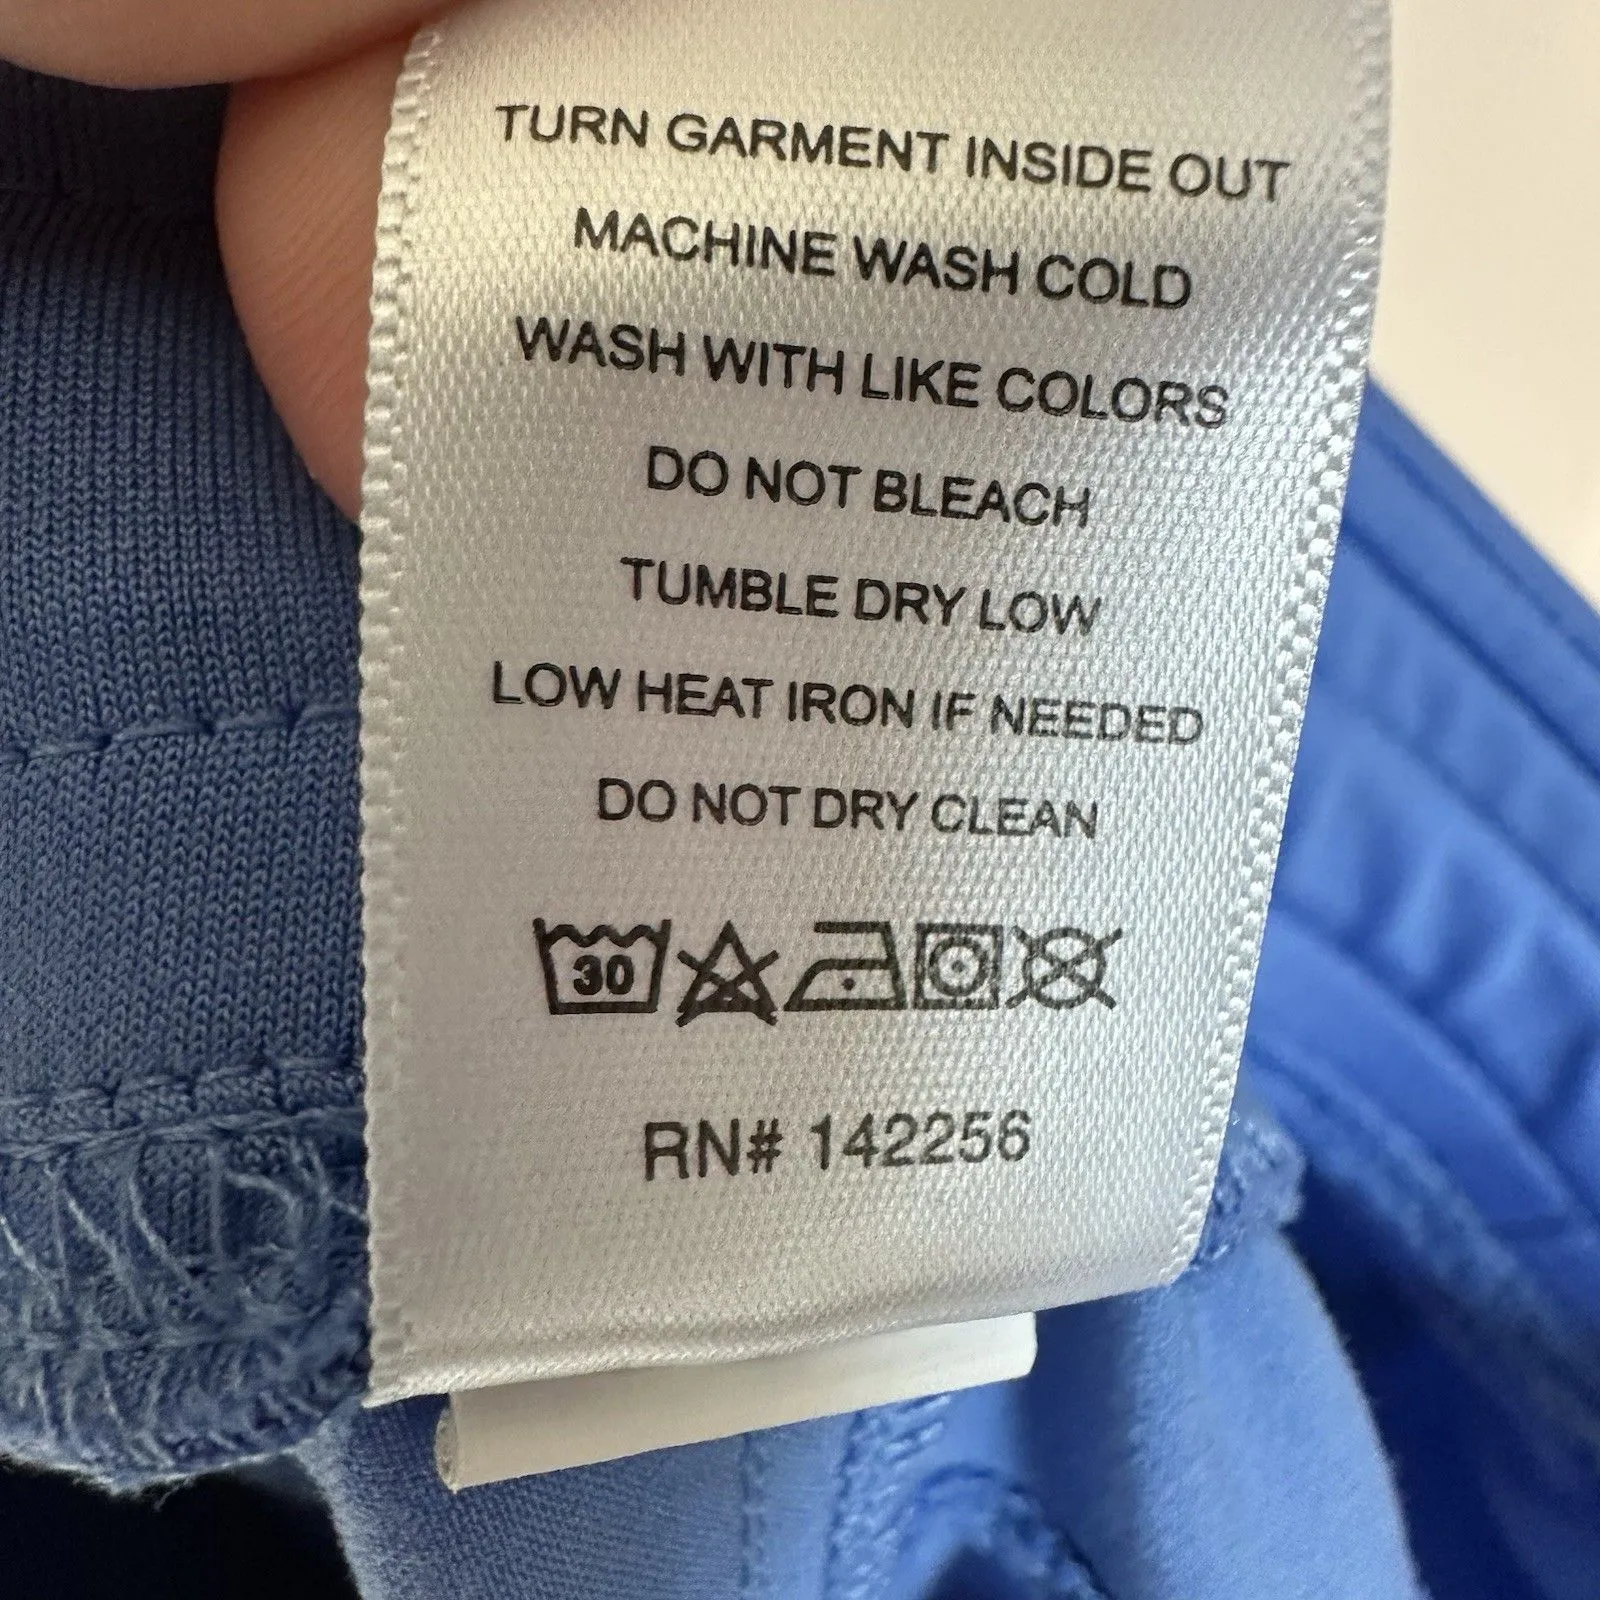 TURN GARMENT INSIDE OUT
MACHINE WASH COLD
WASH WITH LIKE COLORS
DO NOT BLEACH
TUMBLE DRY LOW
LOW HEAT IRON IF NEEDED
DO NOT DRY CLEAN
30
RN# 142256